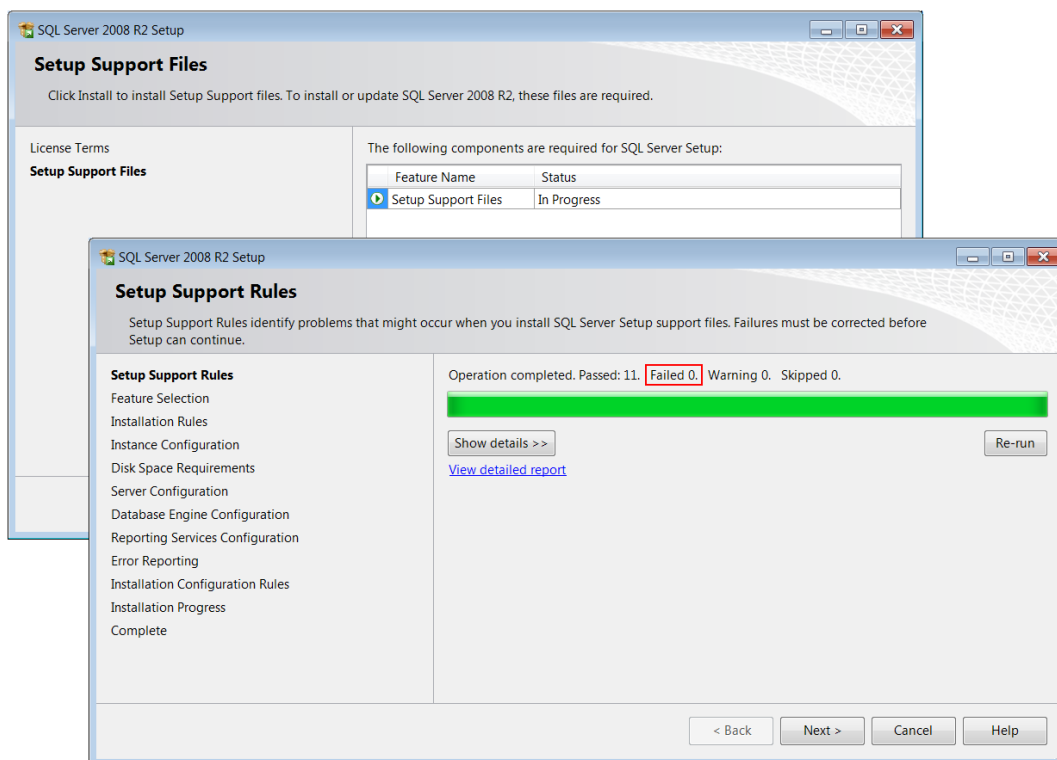 SQL Server 2008 R2 Setup
Setup Support Files
Click Install to install Setup Support files. To install or update SQL Server 2008 R2, these files are required.
License Terms
Setup Support Files
The following components are required for SQL Server Setup:
Feature Name Status
Setup Support Files In Progress
SQL Server 2008 R2 Setup
Setup Support Rules
Setup Support Rules identify problems that might occur when you install SQL Server Setup support files. Failures must be corrected before
Setup can continue.
Setup Support Rules
Feature Selection
Installation Rules
Instance Configuration
Disk Space Requirements
Server Configuration
Database Engine Configuration
Reporting Services Configuration
Error Reporting
Installation Configuration Rules
Installation Progress
Complete
Operation completed. Passed: 11. Failed 0. Warning 0. Skipped 0.
Show details >> Re-run
View detailed report
< Back Next > Cancel Help